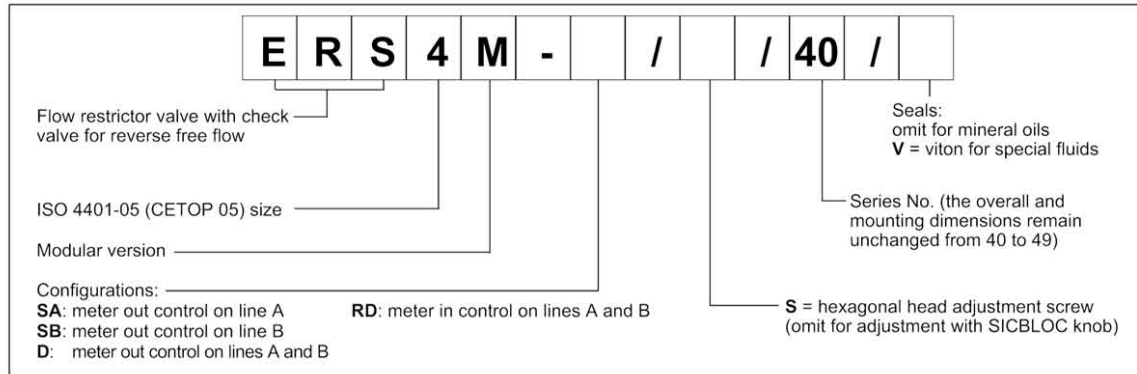 E R S 4 M - / / 40 /
Flow restrictor valve with check
valve for reverse free flow
Seals:
omit for mineral oils
V = viton for special fluids
ISO 4401-05 (CETOP 05) size
Series No. (the overall and
mounting dimensions remain
unchanged from 40 to 49)
Modular version
Configurations:
SA: meter out control on line A
RD: meter in control on lines A and B
SB: meter out control on line B
D: meter out control on lines A and B
S = hexagonal head adjustment screw
(omit for adjustment with SICBLOC knob)